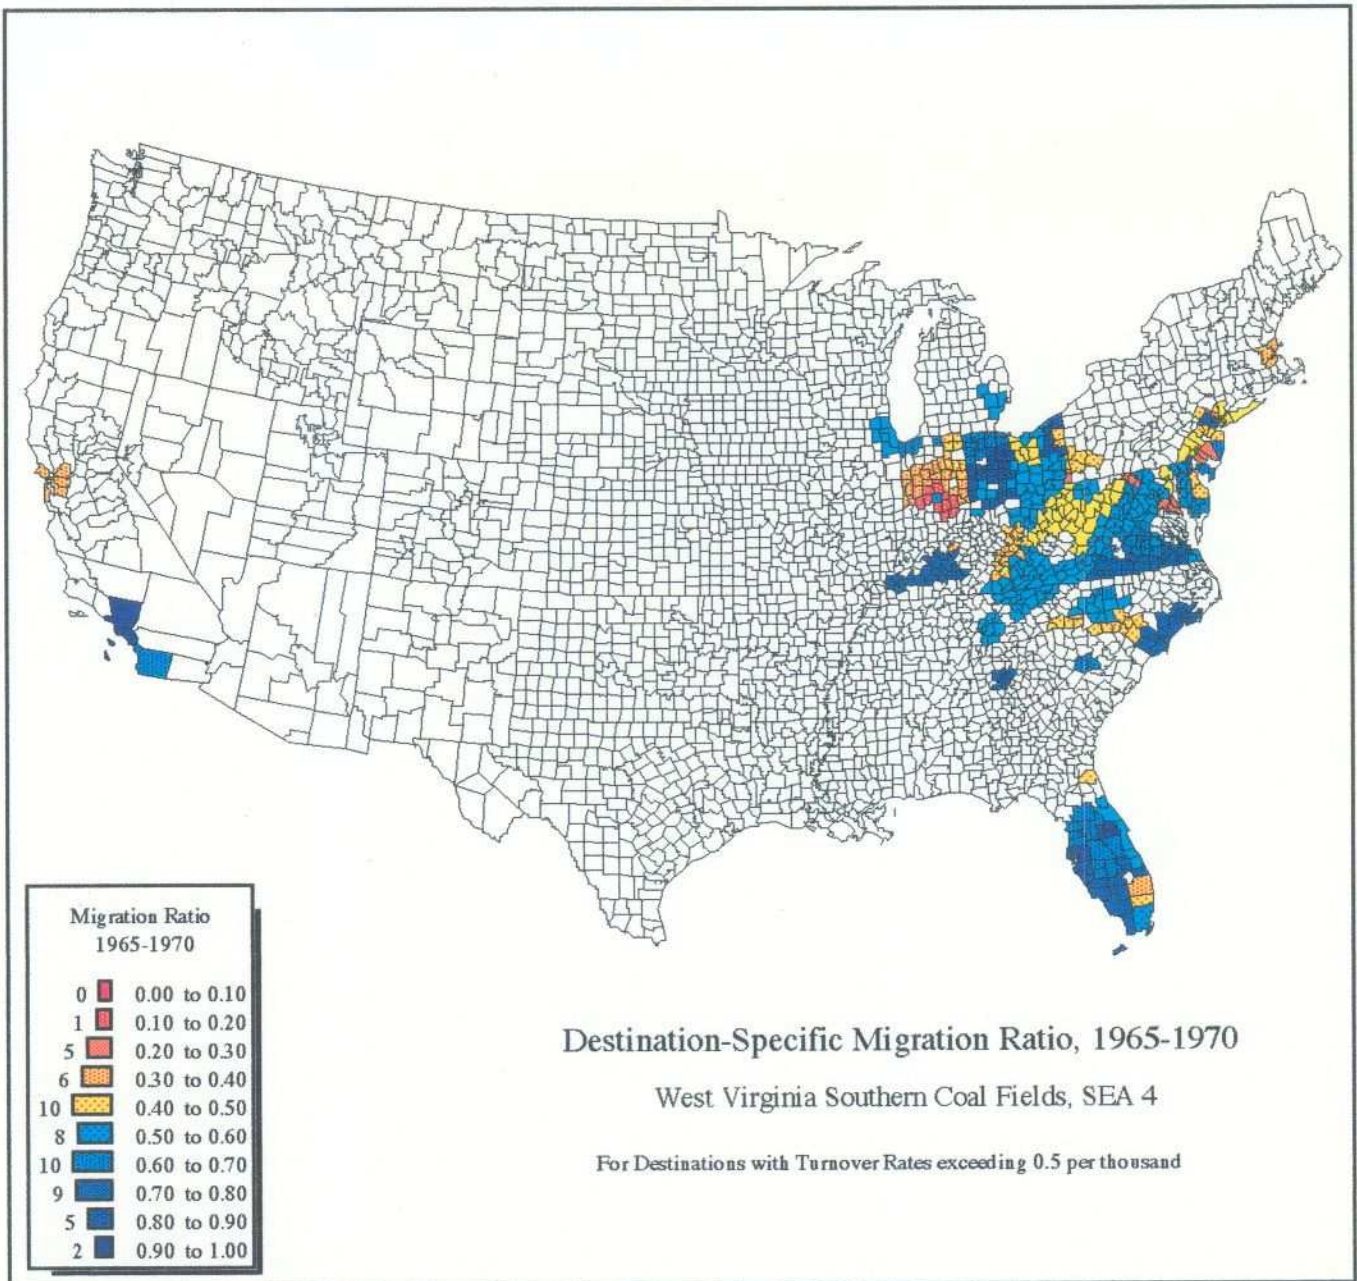 Migration Ratio
1965-1970
0 0.00 to 0.10
1 0.10 to 0.20
5 0.20 to 0.30
6 0.30 to 0.40
10 0.40 to 0.50
8 0.50 to 0.60
10 0.60 to 0.70
9 0.70 to 0.80
5 0.80 to 0.90
2 0.90 to 1.00
Destination-Specific Migration Ratio, 1965-1970
West Virginia Southern Coal Fields, SEA 4
For Destinations with Turnover Rates exceeding 0.5 per thousand